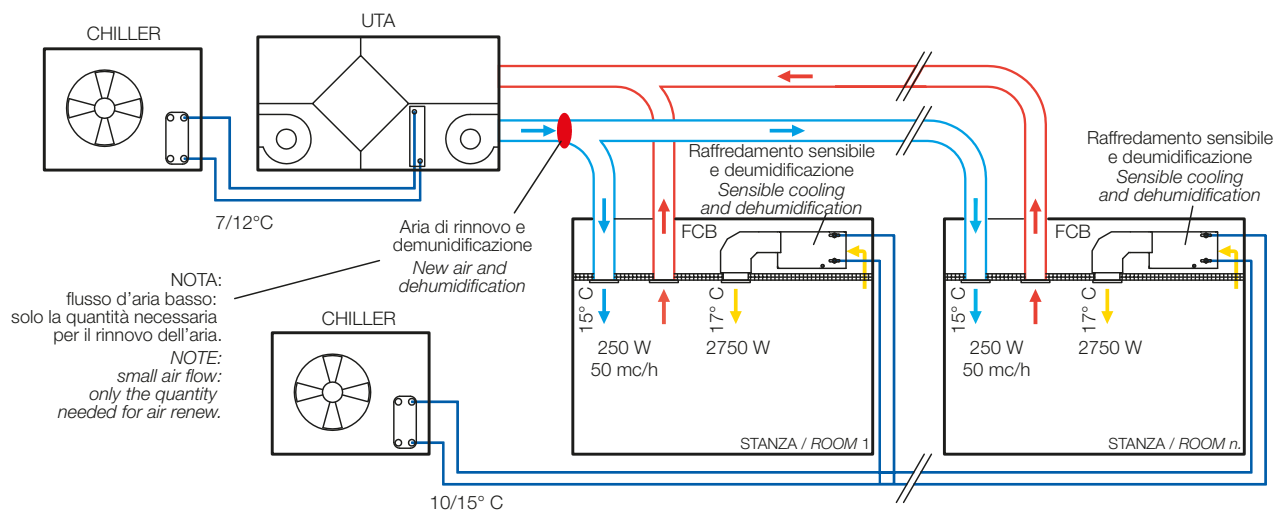 CHILLER
UTA
7/12°C
Aria di rinnovo e
demunidificazione
New air and
dehumidification
NOTA:
flusso d'aria basso:
solo la quantità necessaria
per il rinnovo dell'aria.
NOTE:
small air flow:
only the quantity
needed for air renew.
CHILLER
10/15° C
Raffredamento sensibile
e deumidificazione
Sensible cooling
and dehumidification
FCB
15° C
17° C
250 W
2750 W
50 mc/h
STANZA / ROOM 1
Raffredamento sensibile
e deumidificazione
Sensible cooling
and dehumidification
FCB
15° C
17° C
250 W
2750 W
50 mc/h
STANZA / ROOM n.